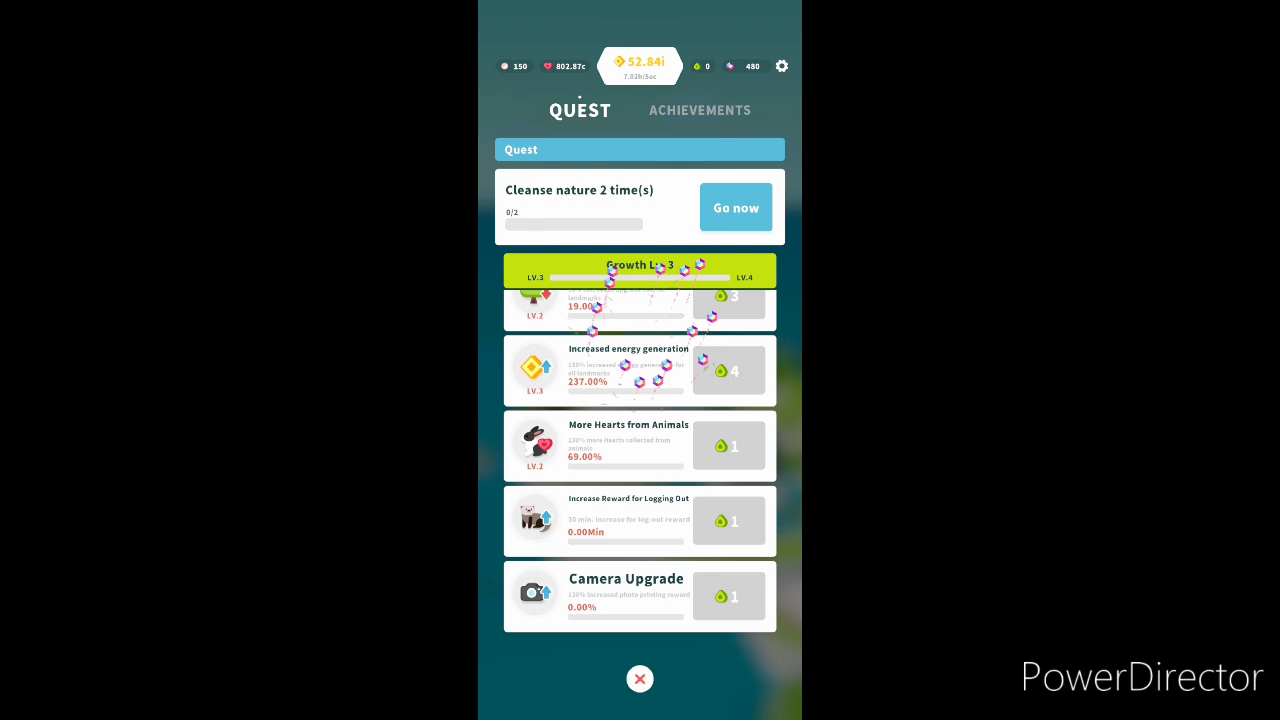 150
802.87c
52.84i
7.02h/Sec
0
480
QUEST
ACHIEVEMENTS
Quest
Cleanse nature 2 time(s)
0/2
Go now
LV.3
LV.4
landmarks
LV.2
3
Increased energy generation
all landmarks
237.00%
LV.3
4
More Hearts from Animals
130% more Hearts collected from
animals
69.00%
LV.2
1
Increase Reward for Logging Out
30 min. increase for log-out reward
0.00Min
1
Camera Upgrade
120% increased photo printing reward
0.00%
1
PowerDirector